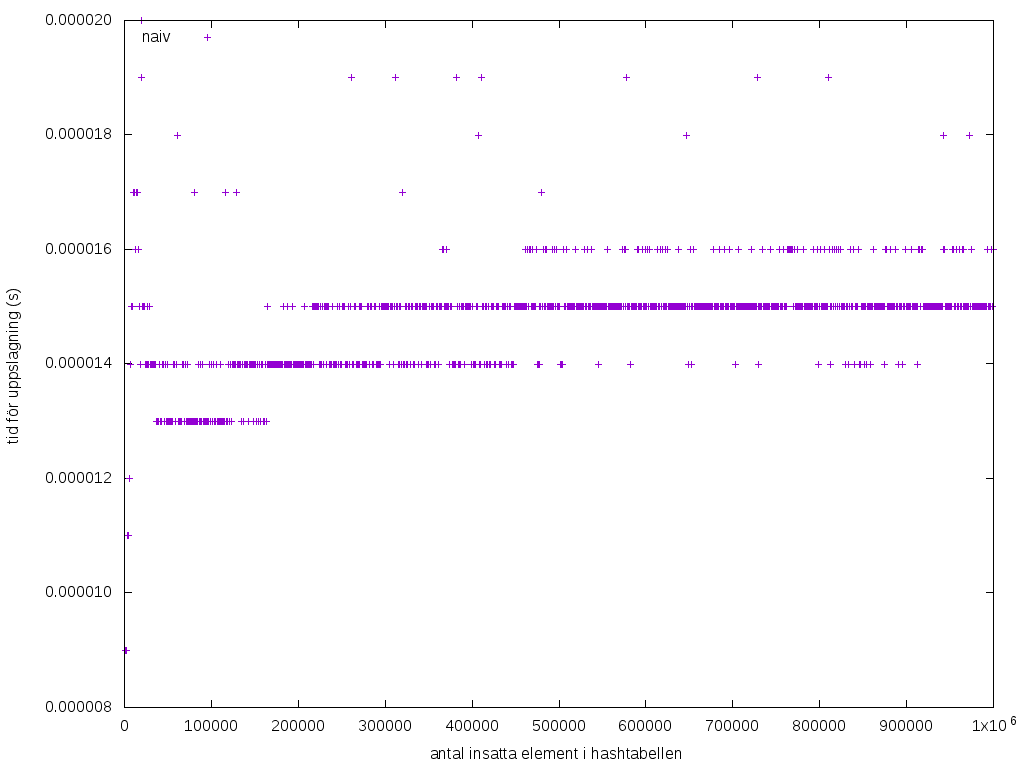 0.000020
naiv
0.000018
0.000016
0.000014
0.000012
0.000010
0.000008
tid för uppslagning (s)
0 100000 200000 300000 400000 500000 600000 700000 800000 900000 1x10 6
antal insatta element i hashtabellen